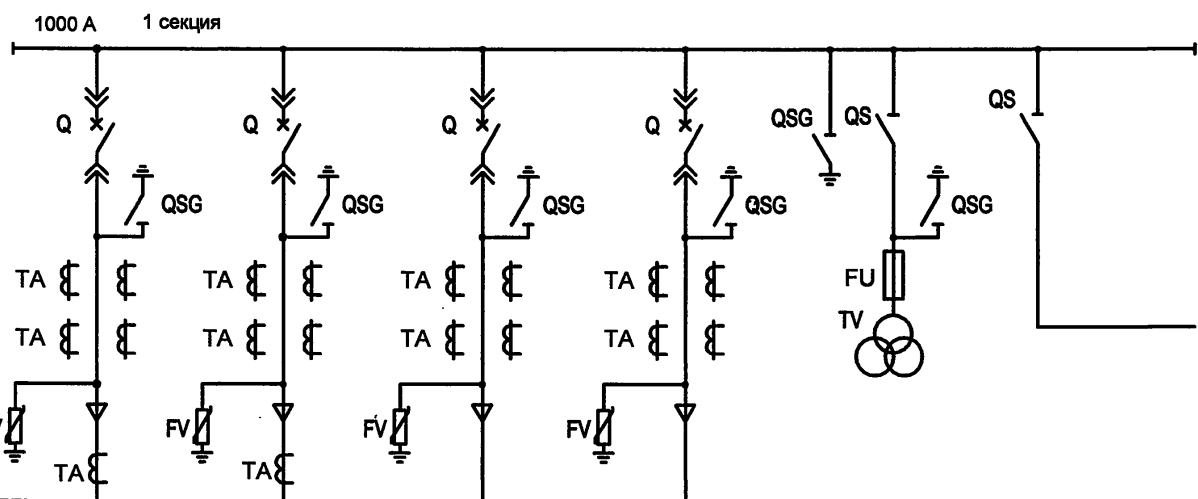 1000 А 1 секция
QS
Q Q Q Q QSG QS
QSG QSG QSG QSG QSG
TA TA TA TA FU
TV
TA TA TA TA
FV FV FV
TA TA